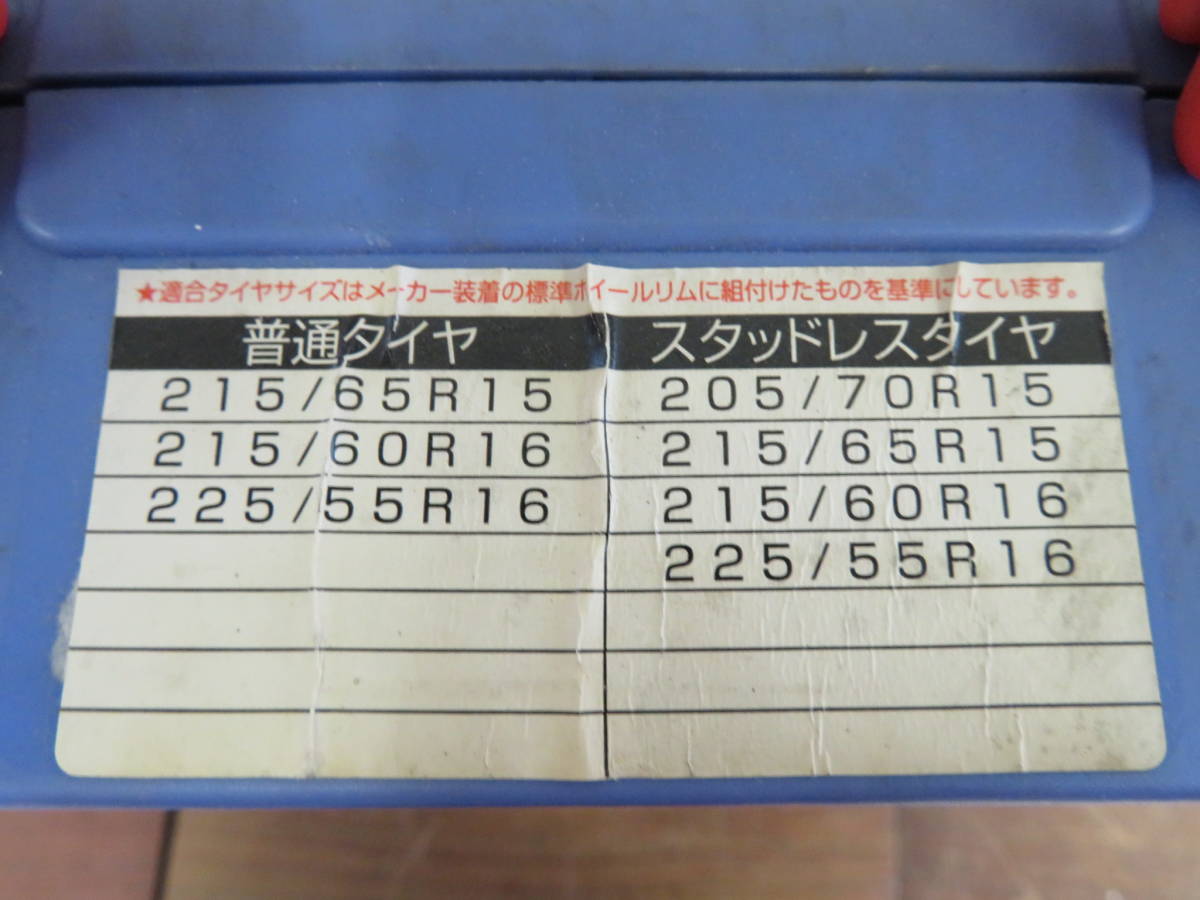 ★適合タイヤサイズはメーカー装着の標準ホイールリムに組付けたものを基準にしています。
普通タイヤ スタッドレスタイヤ
215/65R15 205/70R15
215/60R16 215/65R15
225/55R16 215/60R16
225/55R16